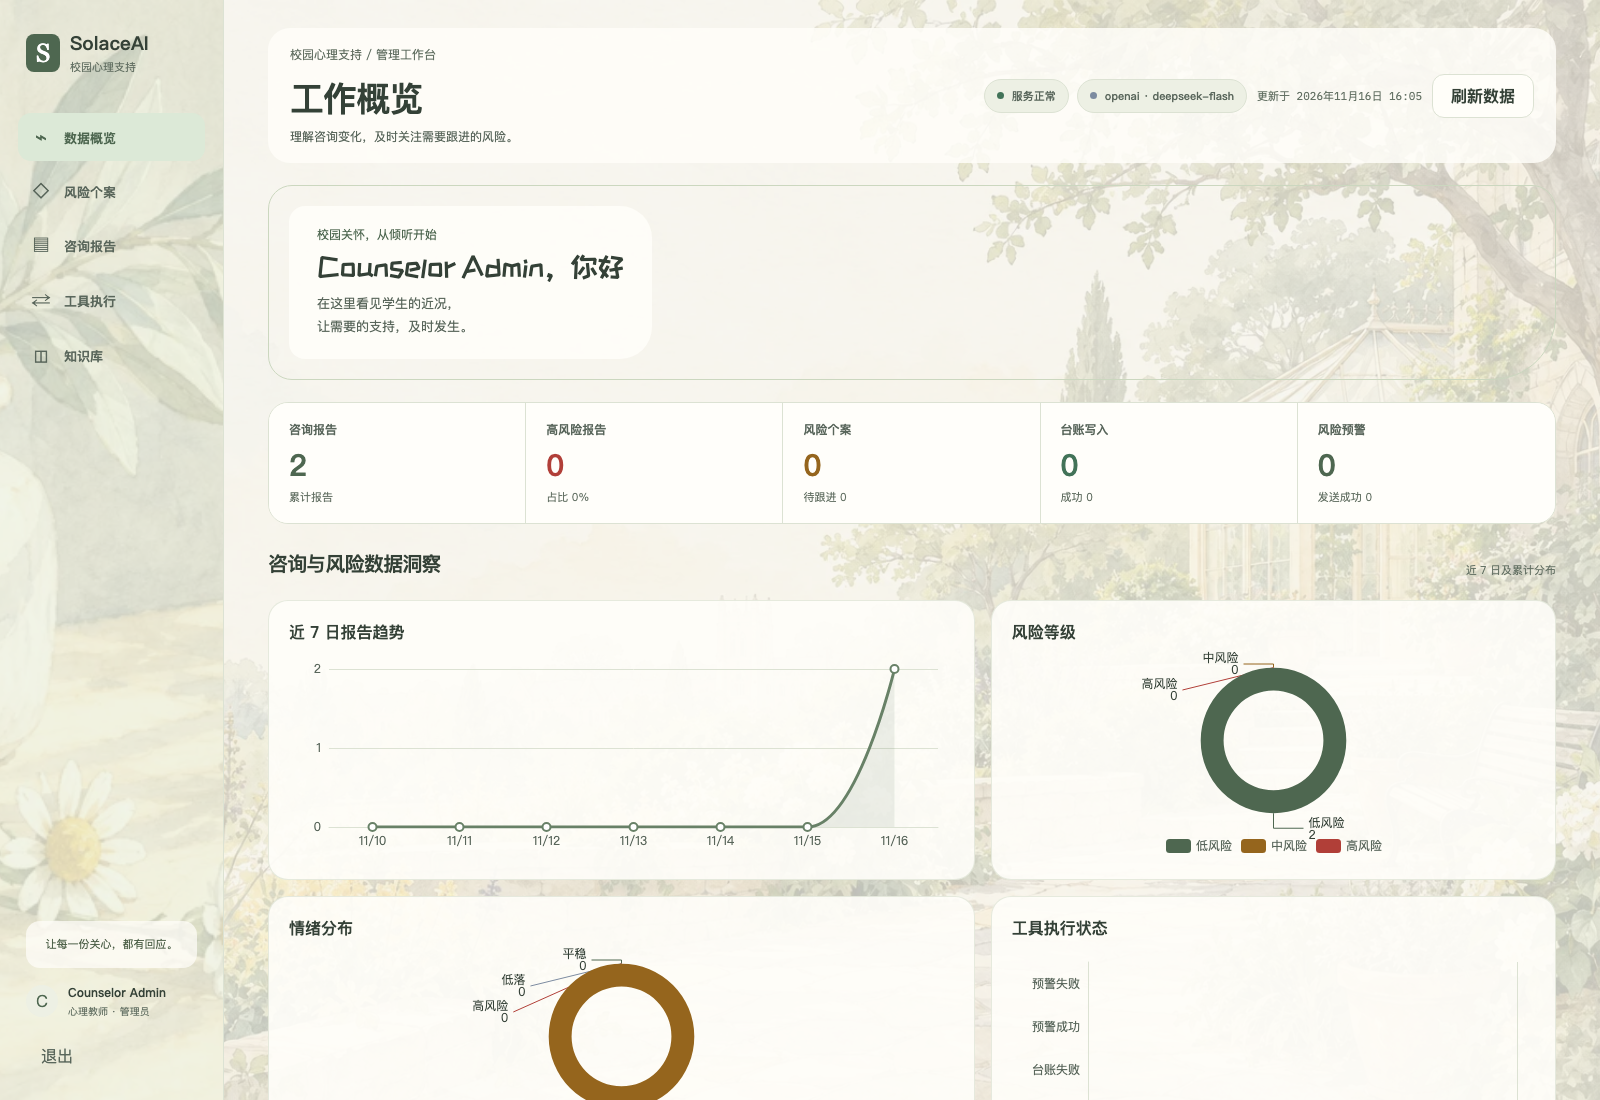 S
SolaceAI
校园心理支持
数据概览
风险个案
咨询报告
工具执行
知识库
让每一份关心，都有回应。
C
Counselor Admin
心理教师 · 管理员
退出
校园心理支持 / 管理工作台
工作概览
理解咨询变化，及时关注需要跟进的风险。
服务正常
openai · deepseek-flash
更新于 2026年11月16日 16:05
刷新数据
校园关怀，从倾听开始
Counselor Admin，你好
在这里看见学生的近况，
让需要的支持，及时发生。
咨询报告
2
累计报告
高风险报告
0
占比 0%
风险个案
0
待跟进 0
台账写入
0
成功 0
风险预警
0
发送成功 0
咨询与风险数据洞察
近 7 日及累计分布
近 7 日报告趋势
2
1
0
11/10
11/11
11/12
11/13
11/14
11/15
11/16
风险等级
中风险
0
高风险
0
低风险
2
低风险
中风险
高风险
情绪分布
平稳
0
低落
0
高风险
0
工具执行状态
预警失败
预警成功
台账失败